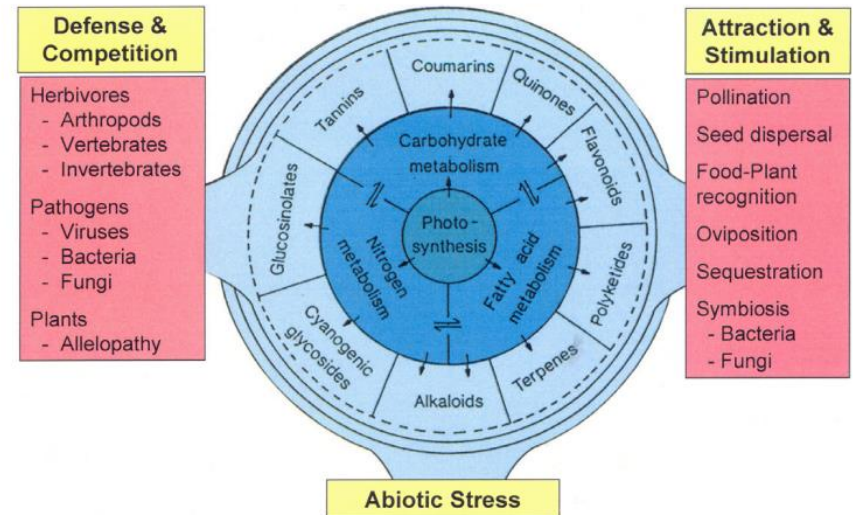 Defense &
Competition
Herbivores
- Arthropods
- Vertebrates
- Invertebrates
Pathogens
- Viruses
- Bacteria
- Fungi
Plants
- Allelopathy
Coumarins
Quinones
Flavonoids
Polyketides
Terpenes
Alkaloids
Cyanogenic
glycosides
Glucosinolates
Tannins
Carbohydrate
metabolism
Photo-
synthesis
Nitrogen
metabolism
Fatty acid
metabolism
Attraction &
Stimulation
Pollination
Seed dispersal
Food-Plant
recognition
Oviposition
Sequestration
Symbiosis
- Bacteria
- Fungi
Abiotic Stress